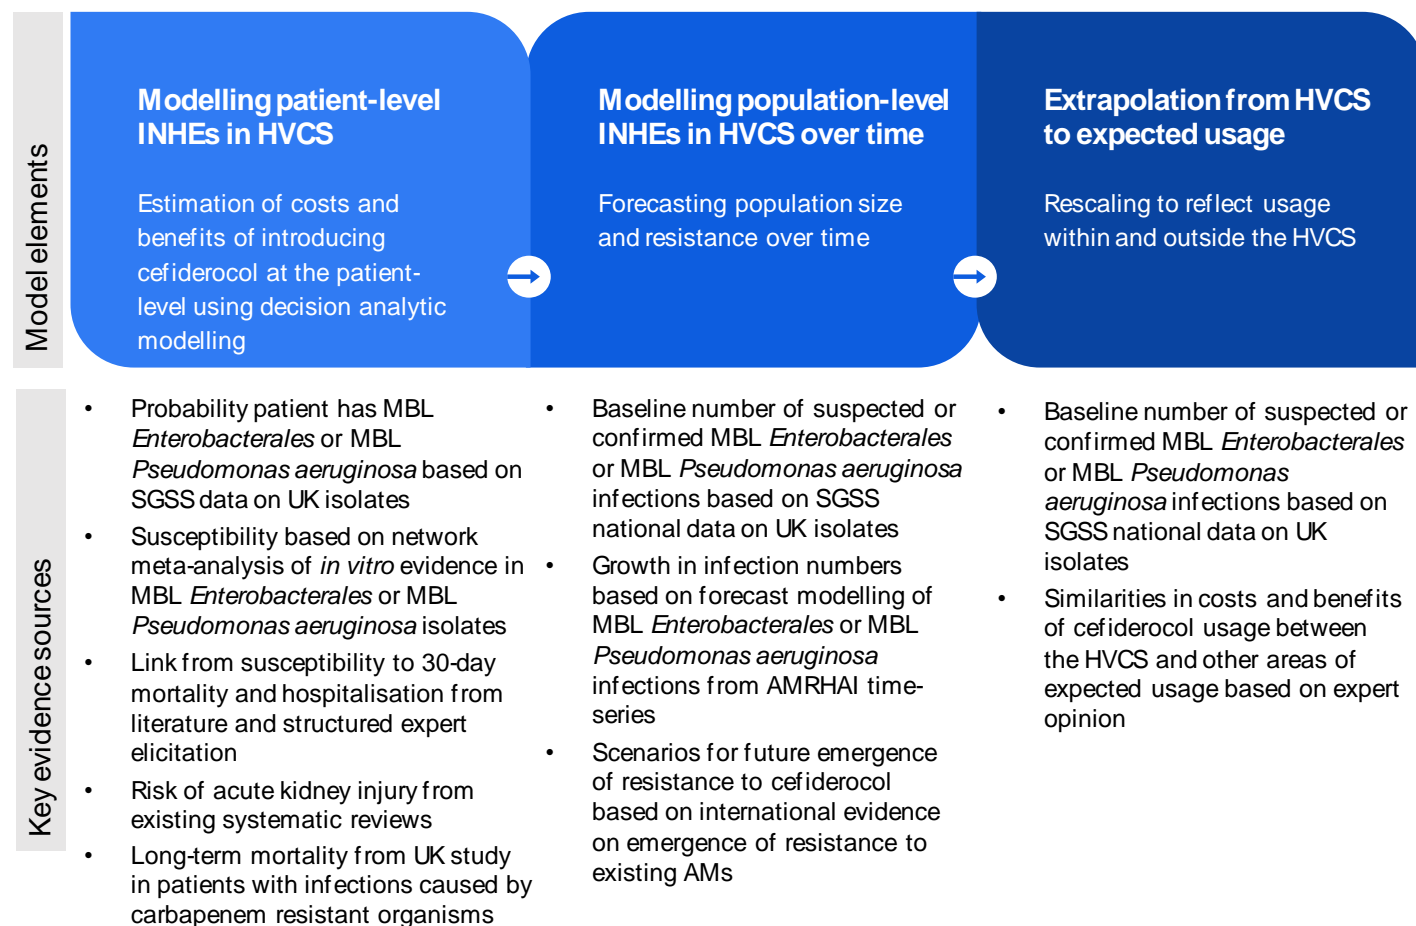 Model elements
Modelling patient-level
INHEs in HVCS
Estimation of costs and
benefits of introducing
cefiderocol at the patient-
level using decision analytic
modelling
Modelling population-level
INHEs in HVCS over time
Forecasting population size
and resistance over time
Extrapolation from HVCS
to expected usage
Rescaling to reflect usage
within and outside the HVCS
Key evidence sources
• Probability patient has MBL
Enterobacterales or MBL
Pseudomonas aeruginosa based on
SGSS data on UK isolates
• Susceptibility based on network
meta-analysis of in vitro evidence in
MBL Enterobacterales or MBL
Pseudomonas aeruginosa isolates
• Link from susceptibility to 30-day
mortality and hospitalisation from
literature and structured expert
elicitation
• Risk of acute kidney injury from
existing systematic reviews
• Long-term mortality from UK study
in patients with infections caused by
carbapenem resistant organisms
• Baseline number of suspected or
confirmed MBL Enterobacterales
or MBL Pseudomonas aeruginosa
infections based on SGSS
national data on UK isolates
• Growth in infection numbers
based on forecast modelling of
MBL Enterobacterales or MBL
Pseudomonas aeruginosa
infections from AMRHAI time-
series
• Scenarios for future emergence
of resistance to cefiderocol
based on international evidence
on emergence of resistance to
existing AMs
• Baseline number of suspected or
confirmed MBL Enterobacterales
or MBL Pseudomonas
aeruginosa infections based on
SGSS national data on UK
isolates
• Similarities in costs and benefits
of cefiderocol usage between
the HVCS and other areas of
expected usage based on expert
opinion